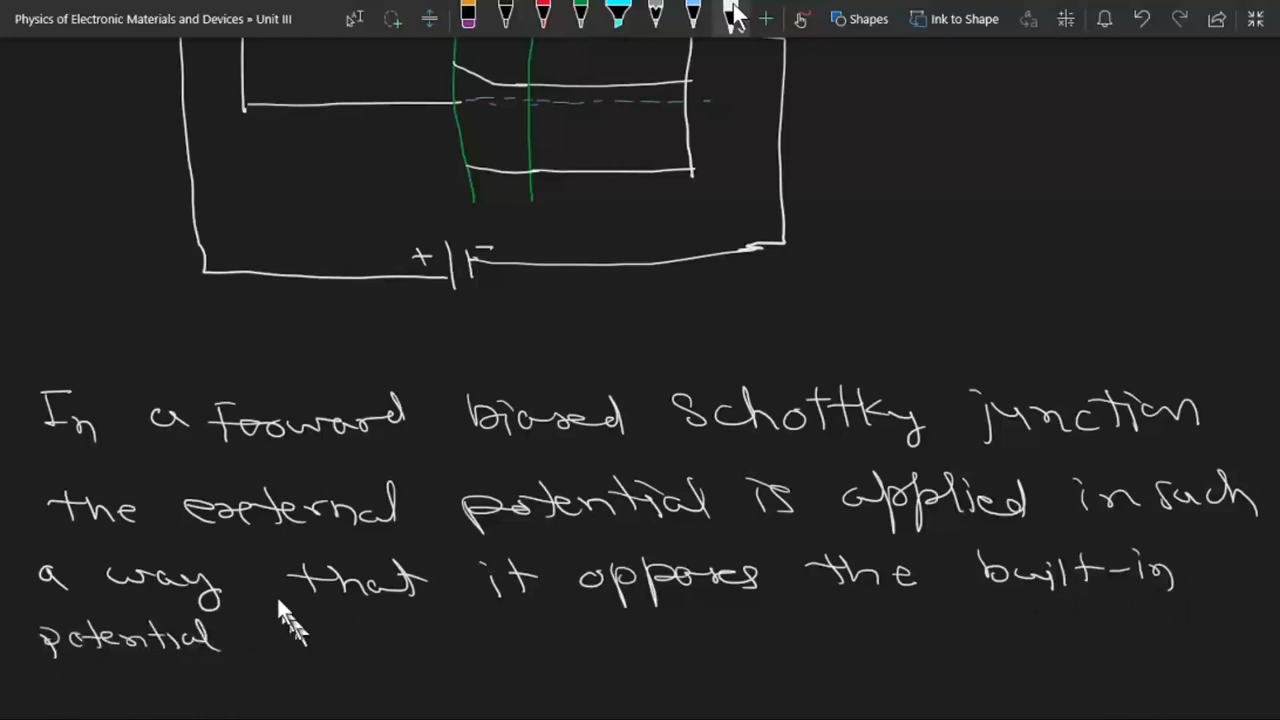 Physics of Electronic Materials and Devices » Unit III
Shapes
Ink to Shape
+ -
In a forward biased Schottky junction
the external potential is applied in such
a way that it opposes the built-in
potential